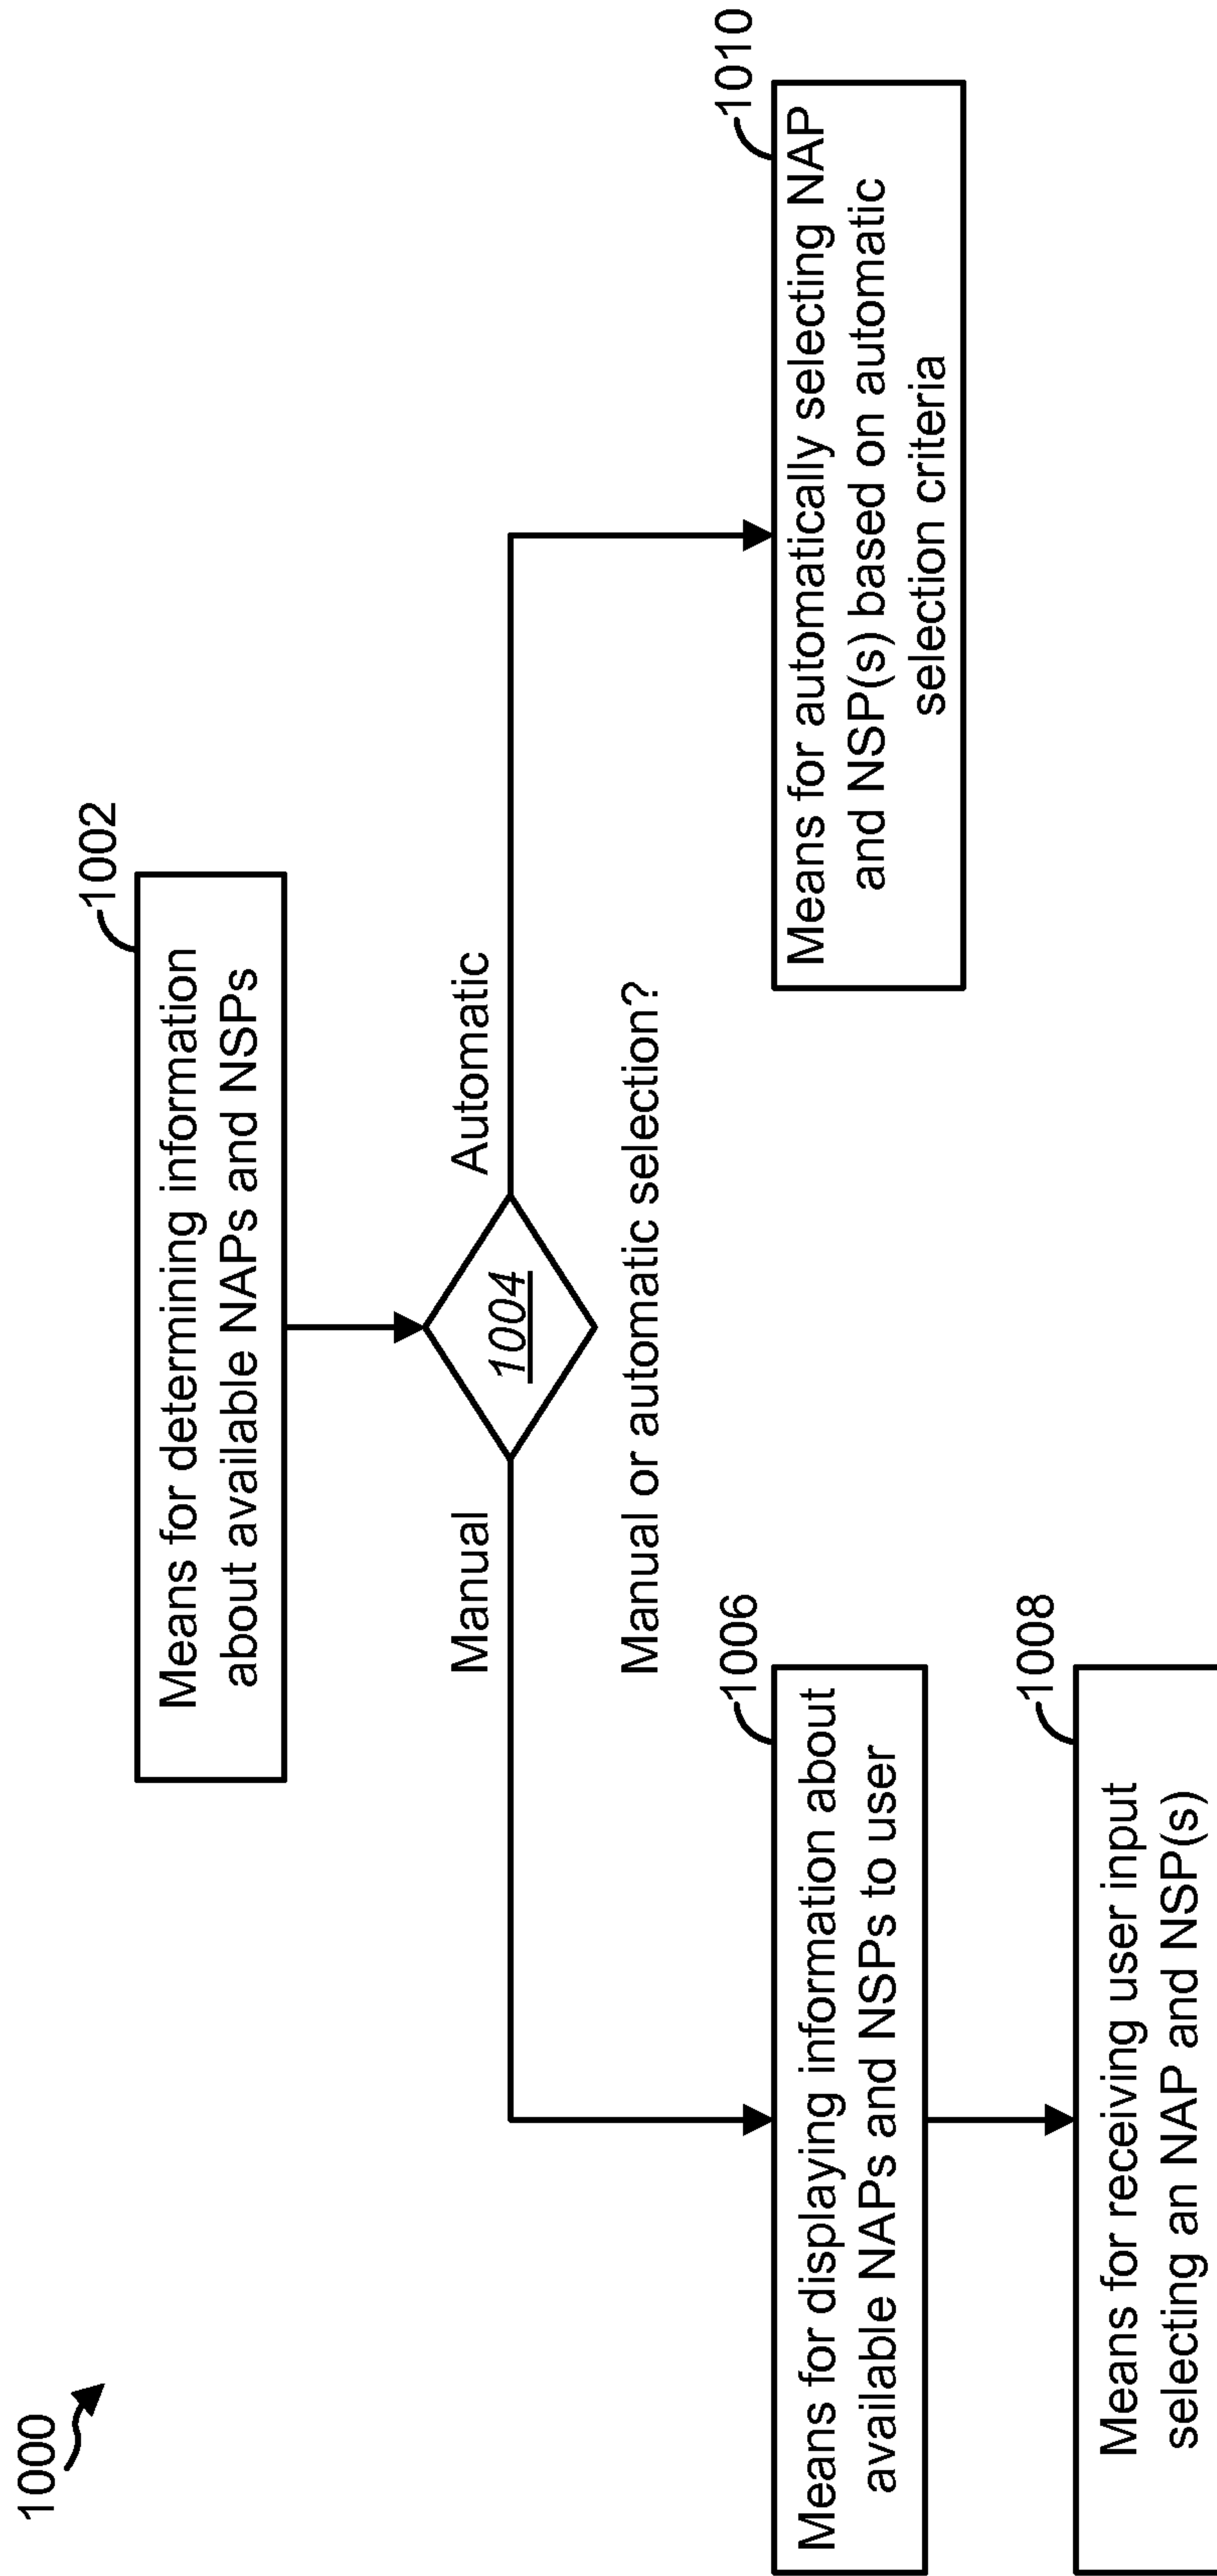 1000
1002
Means for determining information
about available NAPs and NSPs
Manual
1004
Automatic
Manual or automatic selection?
1006
Means for displaying information about
available NAPs and NSPs to user
1008
Means for receiving user input
selecting an NAP and NSP(s)
1010
Means for automatically selecting NAP
and NSP(s) based on automatic
selection criteria